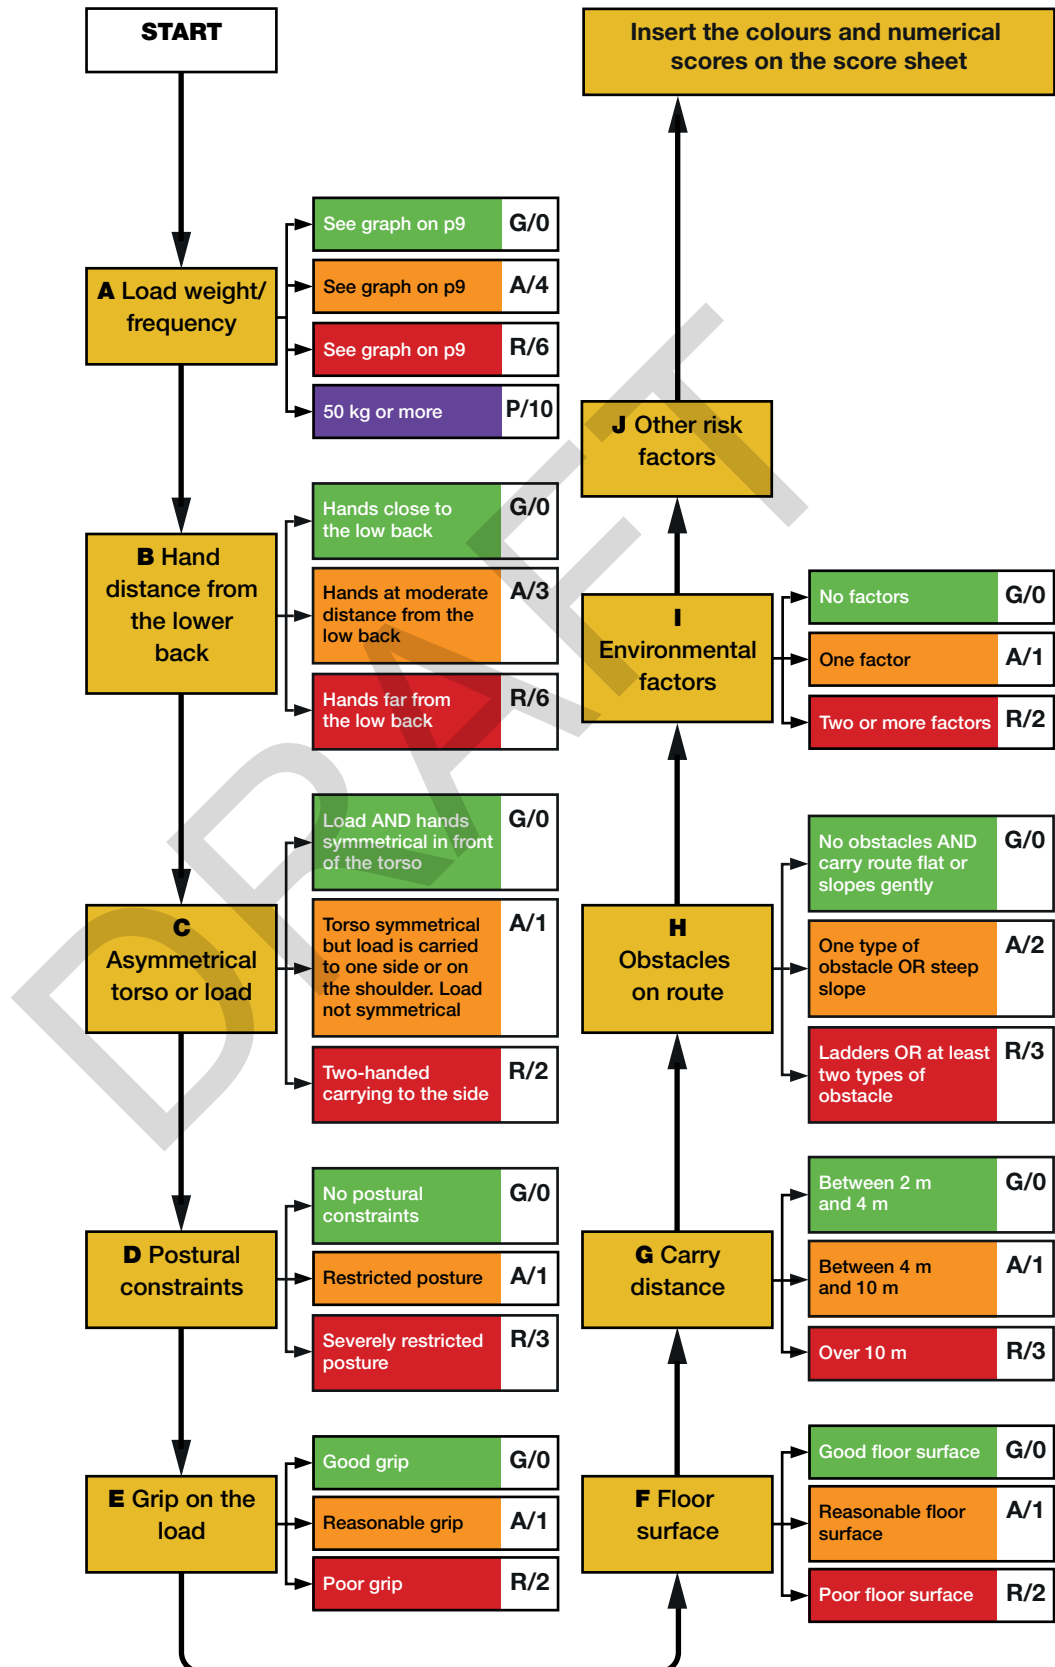 START
Insert the colours and numerical
scores on the score sheet
A Load weight/
frequency
See graph on p9 G/0
See graph on p9 A/4
See graph on p9 R/6
50 kg or more P/10
B Hand
distance from
the lower
back
Hands close to
the low back
G/0
Hands at moderate
distance from the
low back
A/3
Hands far from
the low back
R/6
C
Asymmetrical
torso or load
Load AND hands
symmetrical in front
of the torso
G/0
Torso symmetrical
but load is carried
to one side or on
the shoulder. Load
not symmetrical
A/1
Two-handed
carrying to the side
R/2
D Postural
constraints
No postural
constraints
G/0
Restricted posture A/1
Severely restricted
posture
R/3
E Grip on the
load
Good grip G/0
Reasonable grip A/1
Poor grip R/2
F Floor
surface
Good floor surface G/0
Reasonable floor
surface
A/1
Poor floor surface R/2
G Carry
distance
Between 2 m
and 4 m
G/0
Between 4 m
and 10 m
A/1
Over 10 m R/3
H
Obstacles
on route
No obstacles AND
carry route flat or
slopes gently
G/0
One type of
obstacle OR steep
slope
A/2
Ladders OR at least
two types of
obstacle
R/3
I
Environmental
factors
No factors G/0
One factor A/1
Two or more factors R/2
J Other risk
factors
DRAFT